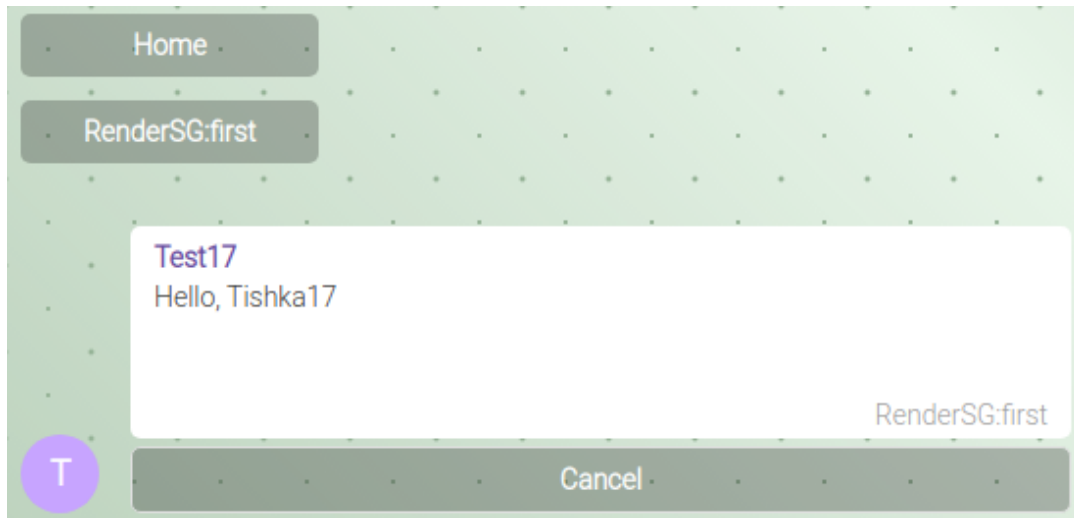 Home
RenderSG:first
Test17
Hello, Tishka17
RenderSG:first
T
Cancel